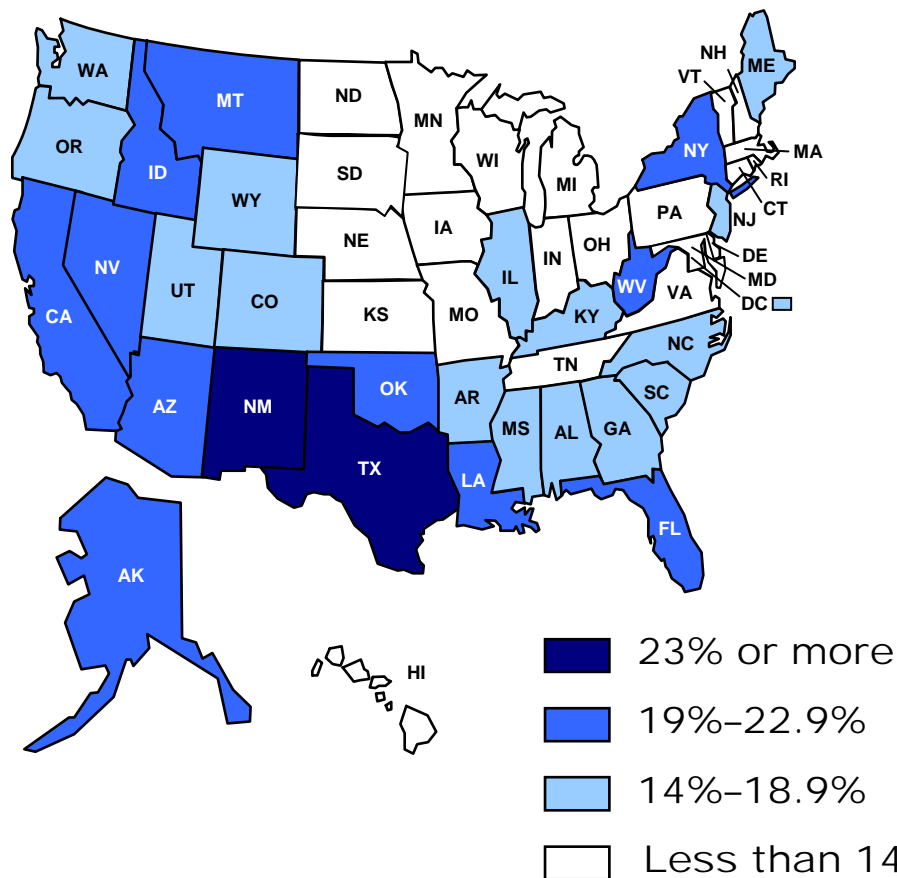 NH
ME
WA
VT
MT
ND
MN
OR
MA
NY
WI
SD
ID
MI
RI
WY
CT
PA
NJ
IA
NE
OH
DE
IN
NV
IL
MD
UT
WV
VA
CO
DC
CA
KS
MO
KY
NC
TN
OK
AZ
NM
AR
SC
MS
AL
GA
TX
LA
FL
AK
HI
23% or more
19%–22.9%
14%–18.9%
Less than 14